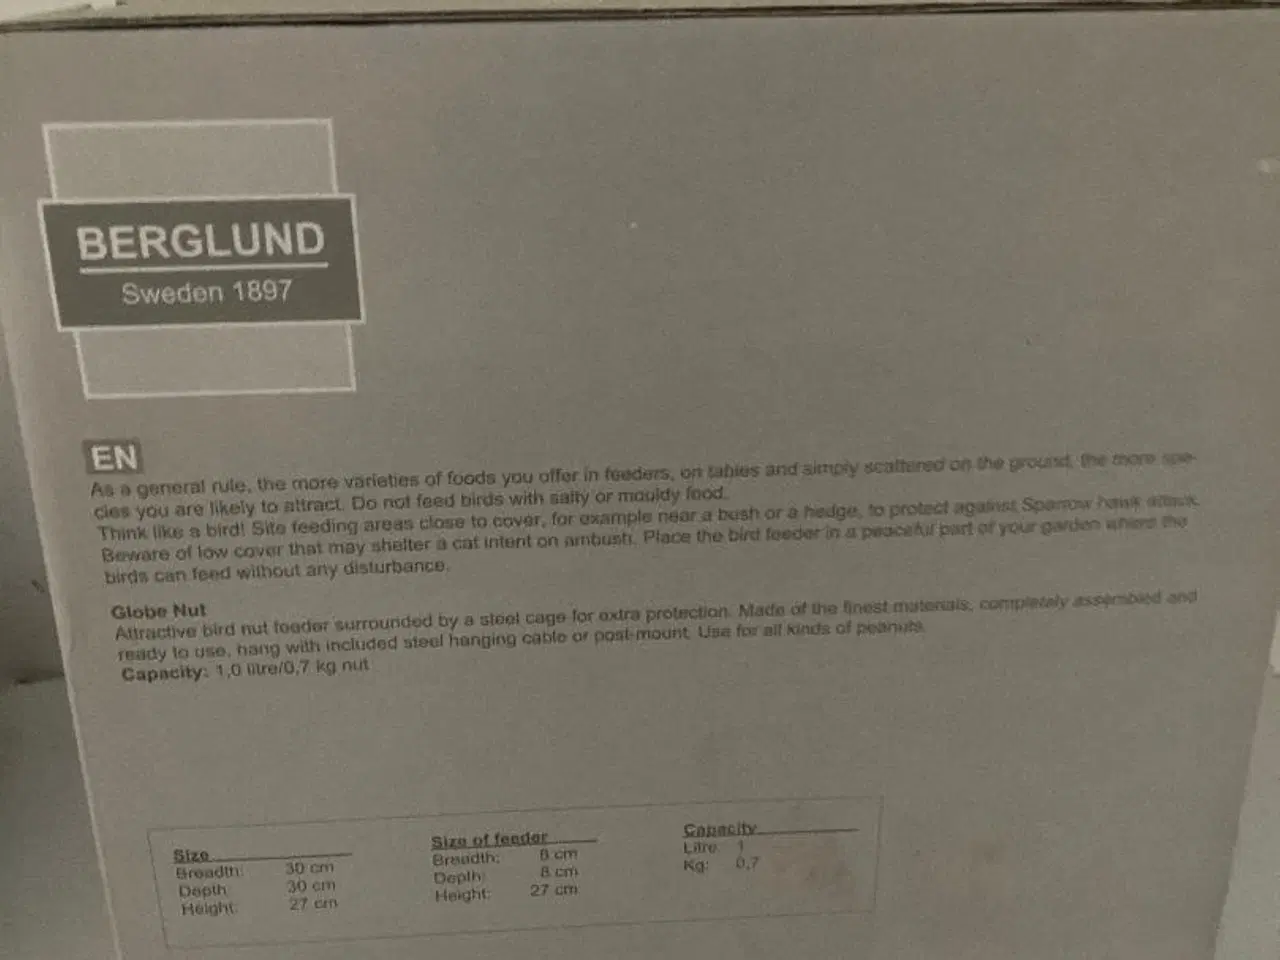 BERGLUND
Sweden 1897
EN
As a general rule, the more varieties of foods you offer in feeders, on tables and simply scattered on the ground, the more spe-
cies you are likely to attract. Do not feed birds with salty or mouldy food.
Think like a bird! Site feeding areas close to cover, for example near a bush or a hedge, to protect against Sparrow hawk attack.
Beware of low cover that may shelter a cat intent on ambush. Place the bird feeder in a peaceful part of your garden where the
birds can feed without any disturbance.
Globe Nut
Attractive bird nut feeder surrounded by a steel cage for extra protection. Made of the finest materials, completely assembled and
ready to use, hang with included steel hanging cable or post-mount. Use for all kinds of peanuts.
Capacity: 1,0 litre/0,7 kg nut
Size Size of feeder Capacity
Breadth: 30 cm Breadth: 8 cm Litre: 1
Depth: 30 cm Depth: 8 cm Kg: 0,7
Height: 27 cm Height: 27 cm